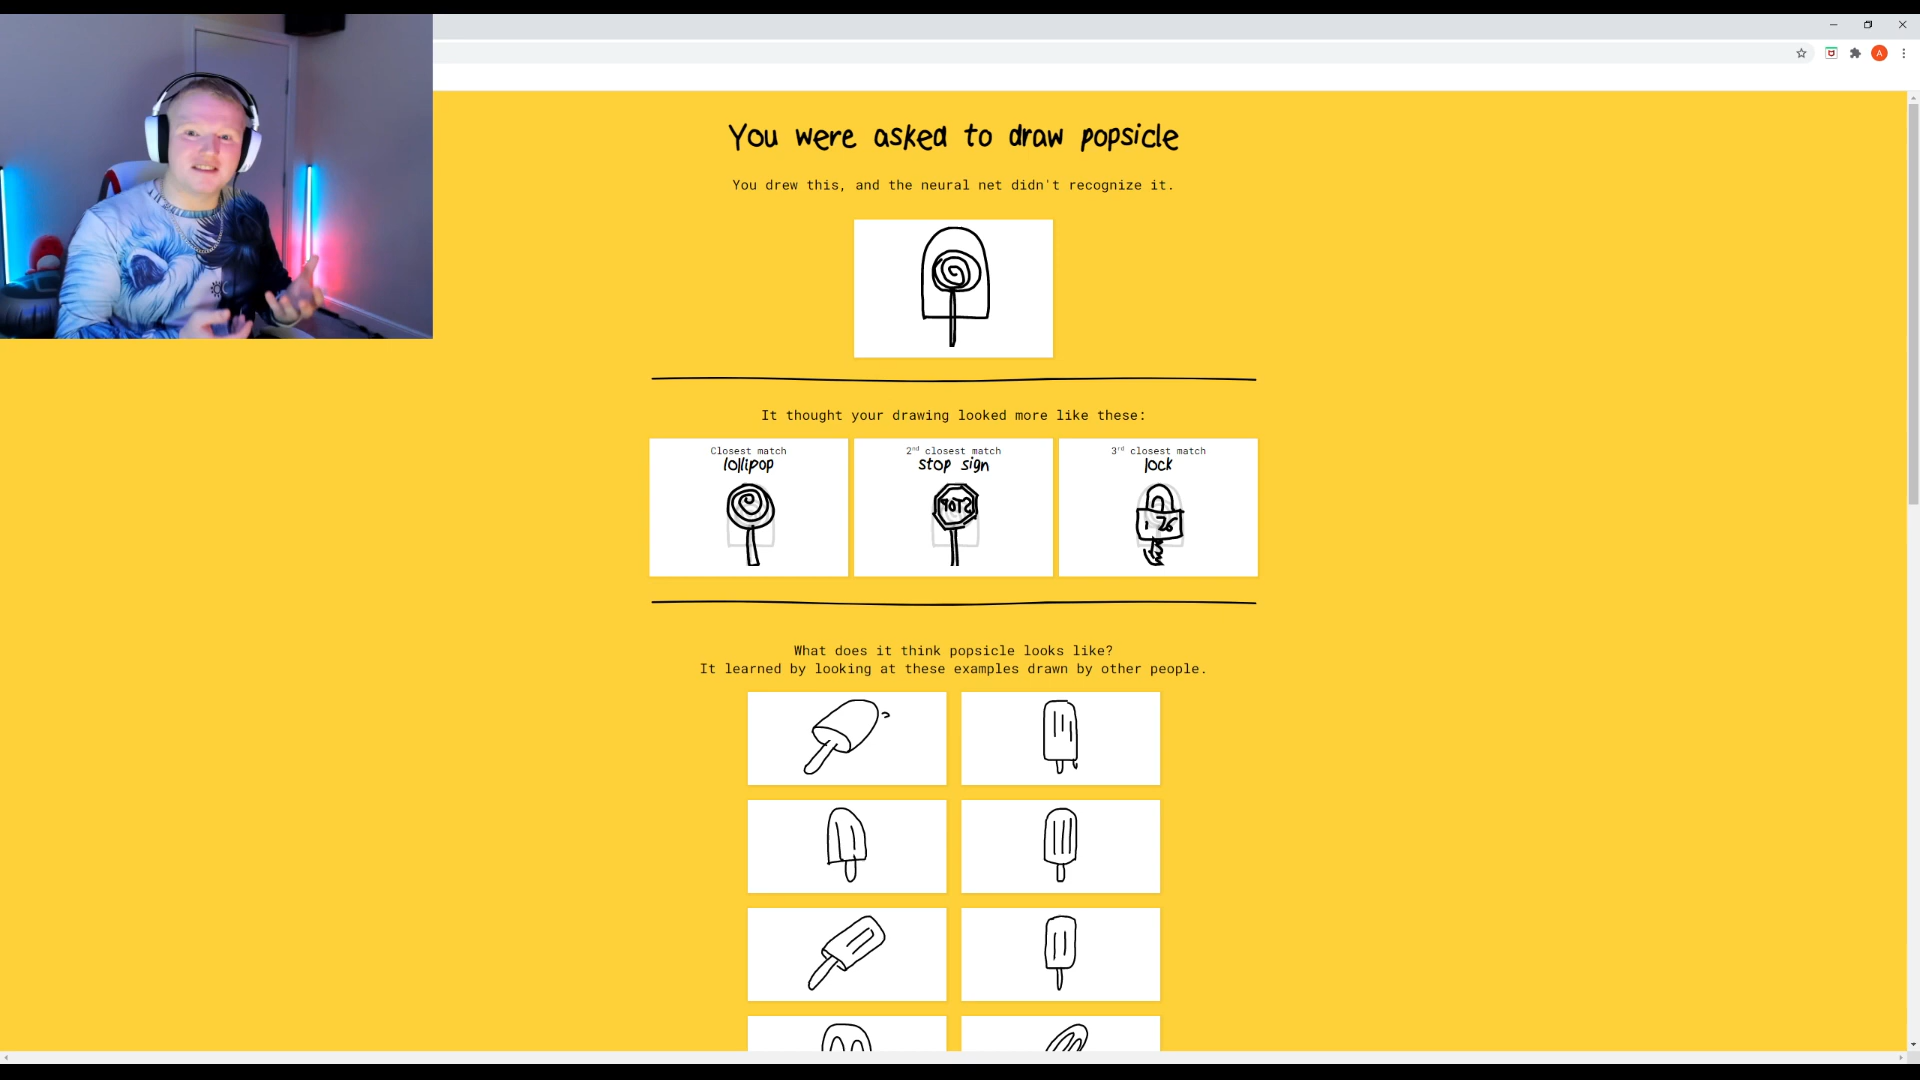 A
You were asked to draw popsicle
You drew this, and the neural net didn't recognize it.
It thought your drawing looked more like these:
Closest match
lollipop
2nd closest match
stop sign
STOP
3rd closest match
lock
What does it think popsicle looks like?
It learned by looking at these examples drawn by other people.